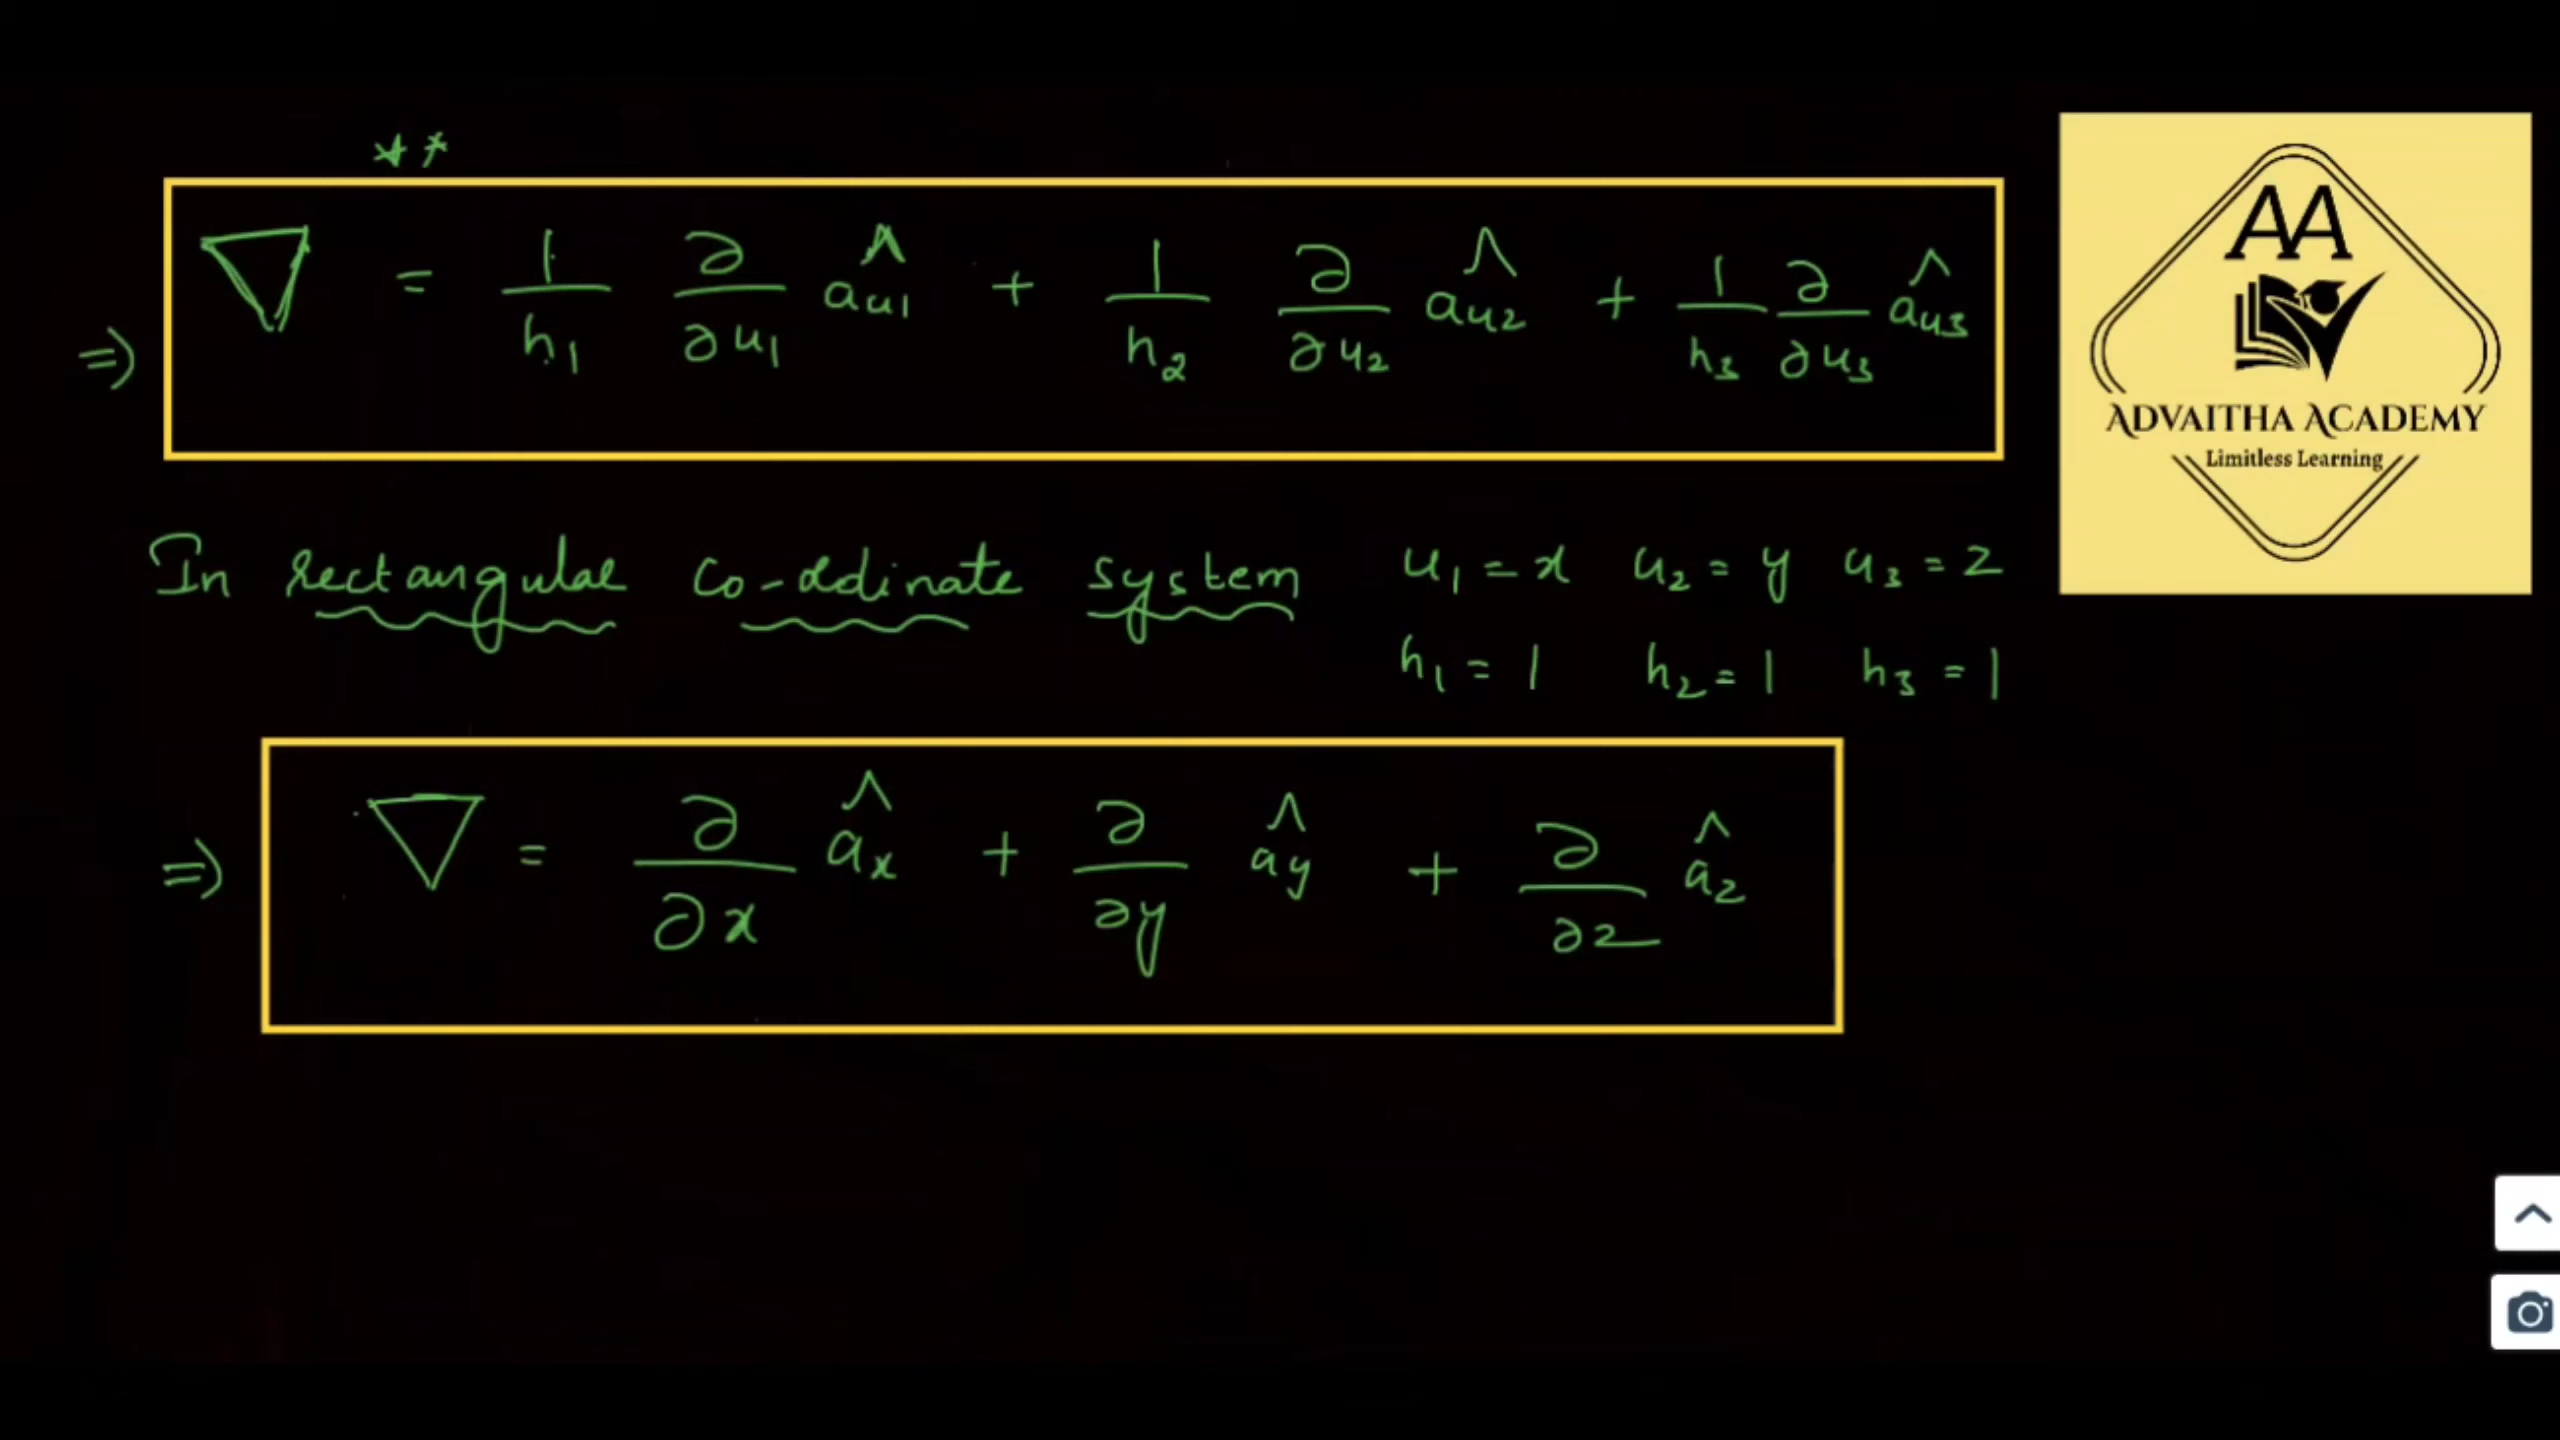 **
⇒ ∇ = 1/h₁ ∂/∂u₁ âu₁ + 1/h₂ ∂/∂u₂ âu₂ + 1/h₃ ∂/∂u₃ âu₃
In rectangular co-ordinate system u₁ = x u₂ = y u₃ = z
h₁ = 1 h₂ = 1 h₃ = 1
⇒ ∇ = ∂/∂x âx + ∂/∂y ây + ∂/∂z âz
AA
ADVAITHA ACADEMY
Limitless Learning